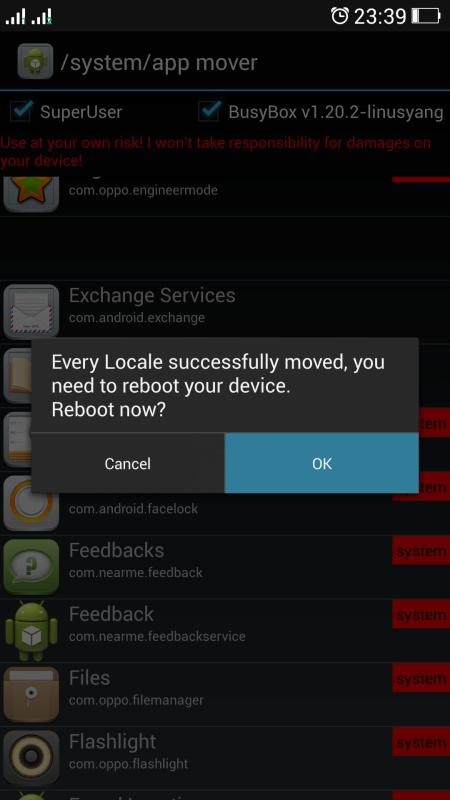 23:39
/system/app mover
SuperUser
BusyBox v1.20.2-linusyang
Use at your own risk! I won't take responsibility for damages on
your device!
com.oppo.engineermode
Exchange Services
com.android.exchange
Every Locale successfully moved, you
need to reboot your device.
Reboot now?
Cancel
OK
com.android.facelock
Feedbacks
com.nearme.feedback
system
Feedback
com.nearme.feedbackservice
system
Files
com.oppo.filemanager
system
Flashlight
com.oppo.flashlight
system